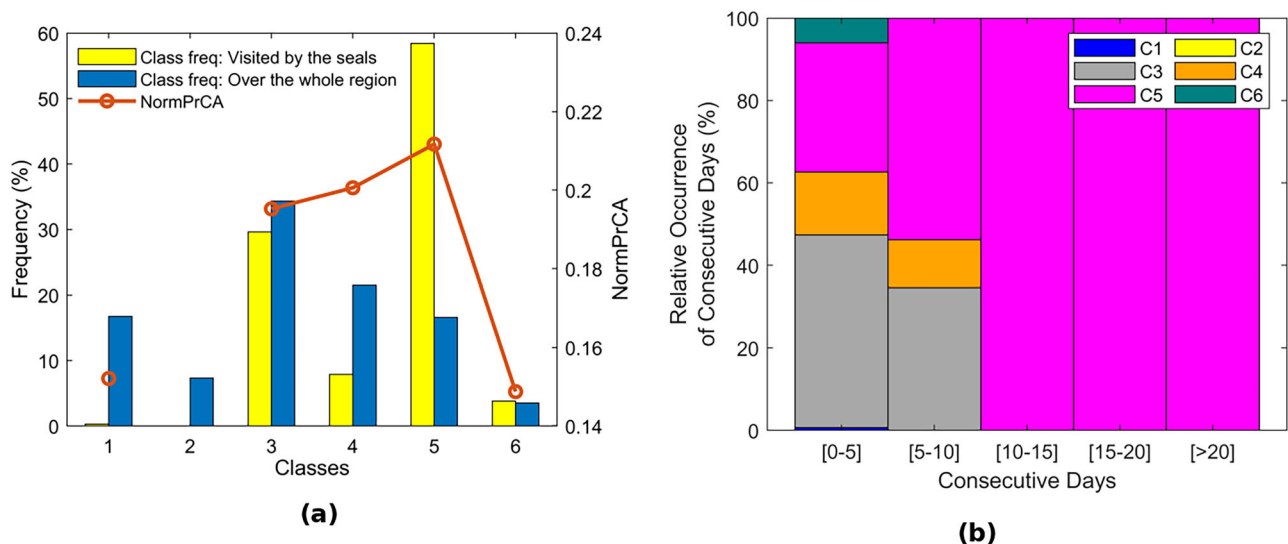 60
50
40
30
20
10
0
Frequency (%)
Class freq: Visited by the seals
Class freq: Over the whole region
NormPrCA
0.24
0.22
0.2
0.18
0.16
0.14
NormPrCA
1 2 3 4 5 6
Classes
(a)
100
80
60
40
20
0
Relative Occurrence
of Consecutive Days (%)
C1 C2
C3 C4
C5 C6
[0-5] [5-10] [10-15] [15-20] [>20]
Consecutive Days
(b)